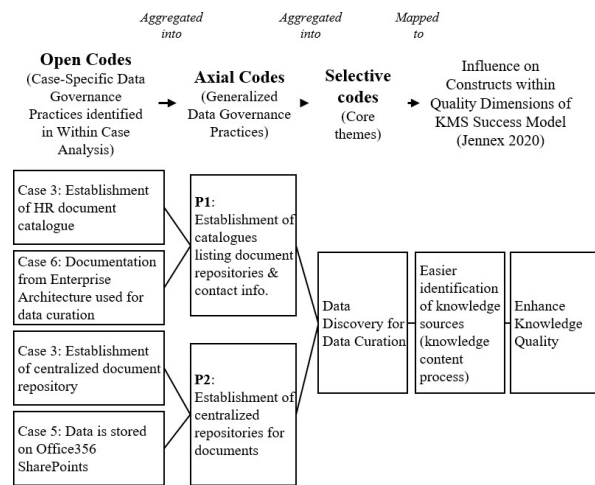 Aggregated
into
Aggregated
into
Mapped
to
Open Codes
(Case-Specific Data
Governance
Practices identified
in Within Case
Analysis)
Axial Codes
(Generalized
Data Governance
Practices)
Selective
codes
(Core
themes)
Influence on
Constructs within
Quality Dimensions of
KMS Success Model
(Jennex 2020)
Case 3: Establishment
of HR document
catalogue
Case 6: Documentation
from Enterprise
Architecture used for
data curation
Case 3: Establishment
of centralized document
repository
Case 5: Data is stored
on Office356
SharePoints
P1:
Establishment of
catalogues
listing document
repositories &
contact info.
P2:
Establishment of
centralized
repositories for
documents
Data
Discovery for
Data Curation
Easier
identification
of knowledge
sources
(knowledge
content
process)
Enhance
Knowledge
Quality